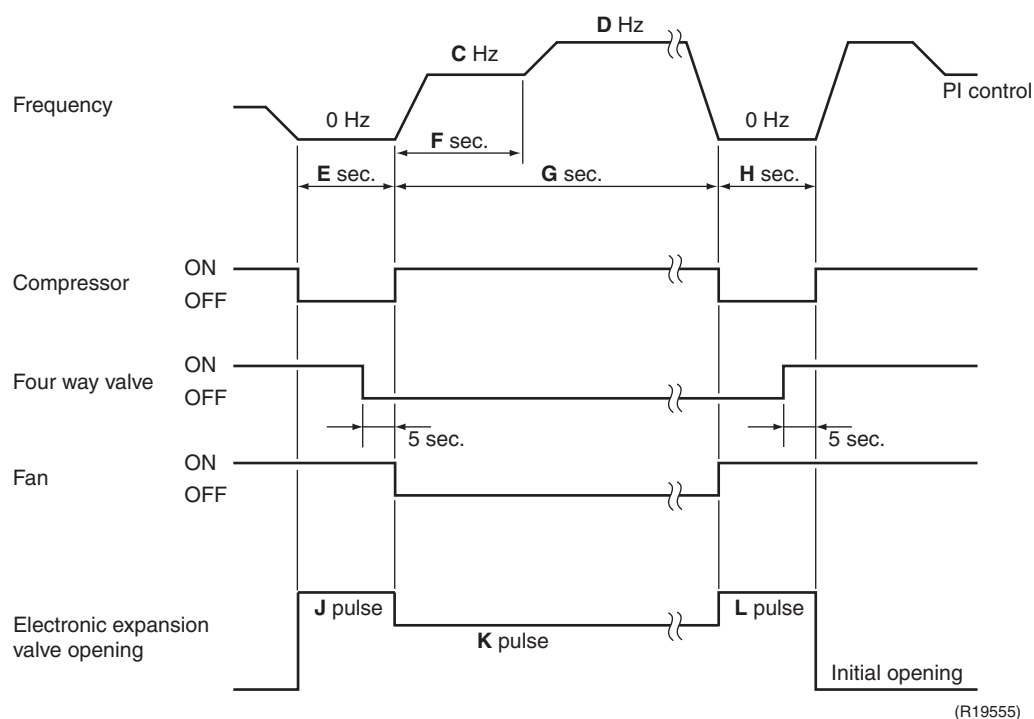 D Hz
C Hz
Frequency
0 Hz
0 Hz
PI control
F sec.
E sec.
G sec.
H sec.
Compressor
ON
OFF
Four way valve
ON
OFF
5 sec.
5 sec.
Fan
ON
OFF
J pulse
L pulse
Electronic expansion
valve opening
K pulse
Initial opening
(R19555)